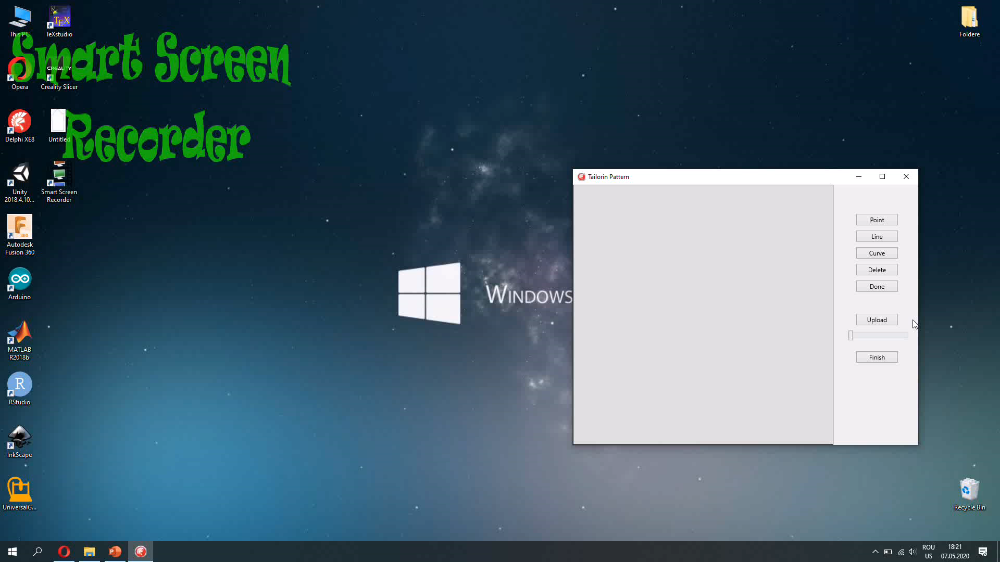 This PC
TeXstudio
Foldere
Smart Screen
Recorder
CREALITY
Opera
Creality Slicer
Delphi XE8
Untitled
Unity
2018.4.10...
Smart Screen
Recorder
F
360
Autodesk
Fusion 360
Arduino
MATLAB
R2018b
R
RStudio
InkScape
UniversalG...
WINDOWS
Tailorin Pattern
Point
Line
Curve
Delete
Done
Upload
Finish
Recycle Bin
ROU
US
18:21
07.05.2020